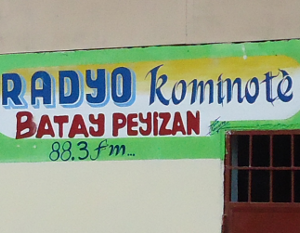 RADYO kominotè
BATAY PEYIZAN
88.3 fm...